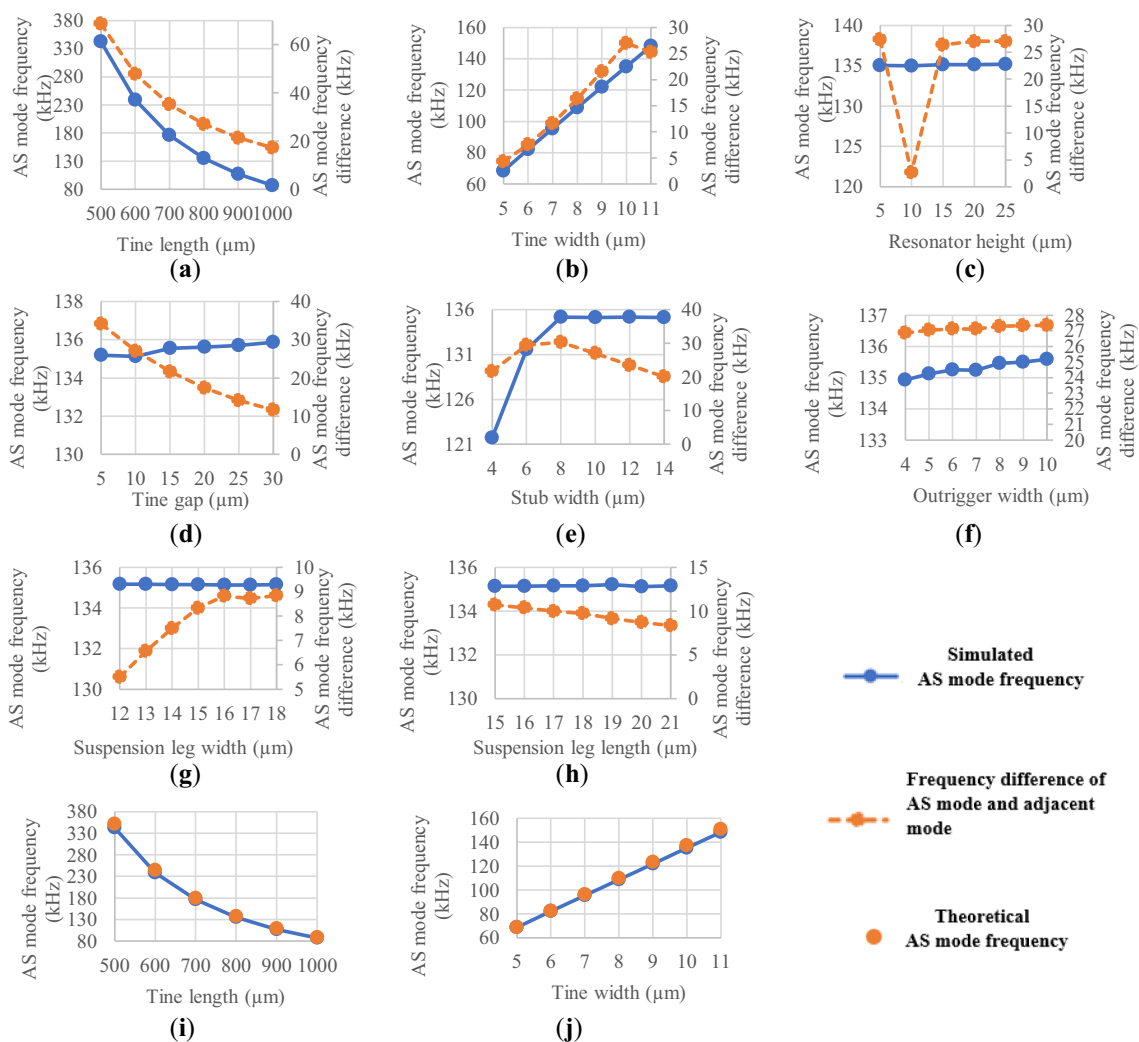 AS mode frequency
(kHz)
380
330
280
230
180
130
80
60
40
20
0
AS mode frequency
difference (kHz)
500 600 700 800 900 1000
Tine length (µm)
(a)
AS mode frequency
(kHz)
160
140
120
100
80
60
30
25
20
15
10
5
0
AS mode frequency
difference (kHz)
5 6 7 8 9 10 11
Tine width (µm)
(b)
AS mode frequency
(kHz)
140
135
130
125
120
30
25
20
15
10
5
0
AS mode frequency
difference (kHz)
5 10 15 20 25
Resonator height (µm)
(c)
AS mode frequency
(kHz)
138
136
134
132
130
40
30
20
10
0
AS mode frequency
difference (kHz)
5 10 15 20 25 30
Tine gap (µm)
(d)
AS mode frequency
(kHz)
136
131
126
121
40
30
20
10
0
AS mode frequency
difference (kHz)
4 6 8 10 12 14
Stub width (µm)
(e)
AS mode frequency
(kHz)
137
136
135
134
133
28
27
26
25
24
23
22
21
20
AS mode frequency
difference (kHz)
4 5 6 7 8 9 10
Outrigger width (µm)
(f)
AS mode frequency
(kHz)
136
134
132
130
10
9
8
7
6
5
AS mode frequency
difference (kHz)
12 13 14 15 16 17 18
Suspension leg width (µm)
(g)
AS mode frequency
(kHz)
136
134
132
130
15
10
5
0
AS mode frequency
difference (kHz)
15 16 17 18 19 20 21
Suspension leg length (µm)
(h)
Simulated
AS mode frequency
Frequency difference of
AS mode and adjacent
mode
Theoretical
AS mode frequency
AS mode frequency
(kHz)
380
330
280
230
180
130
80
500 600 700 800 900 1000
Tine length (µm)
(i)
AS mode frequency
(kHz)
160
140
120
100
80
60
5 6 7 8 9 10 11
Tine width (µm)
(j)